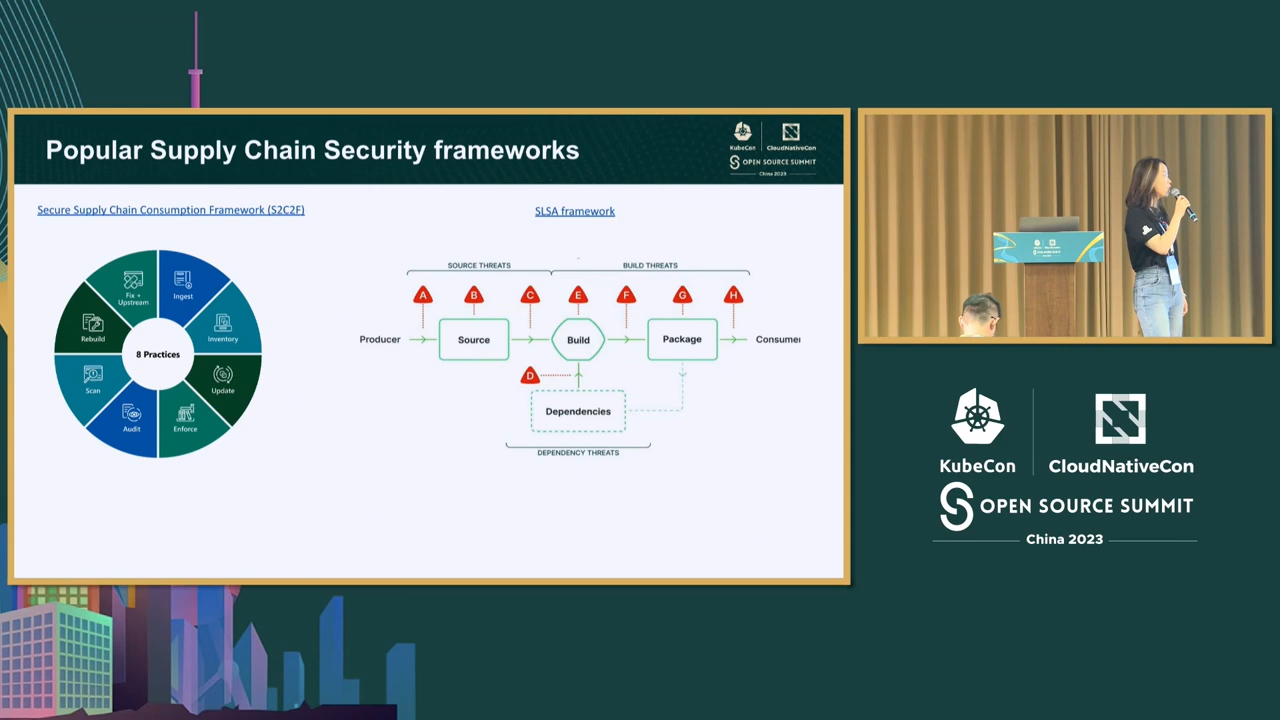 Popular Supply Chain Security frameworks
KubeCon
CloudNativeCon
OPEN SOURCE SUMMIT
China 2023
Secure Supply Chain Consumption Framework (S2C2F)
Fix +
Upstream
Ingest
Rebuild
Inventory
8 Practices
Scan
Update
Audit
Enforce
SLSA framework
SOURCE THREATS
BUILD THREATS
A
B
C
E
F
G
H
Producer
Source
Build
Package
Consumer
D
Dependencies
DEPENDENCY THREATS
KubeCon
CloudNativeCon
OPEN SOURCE SUMMIT
China 2023